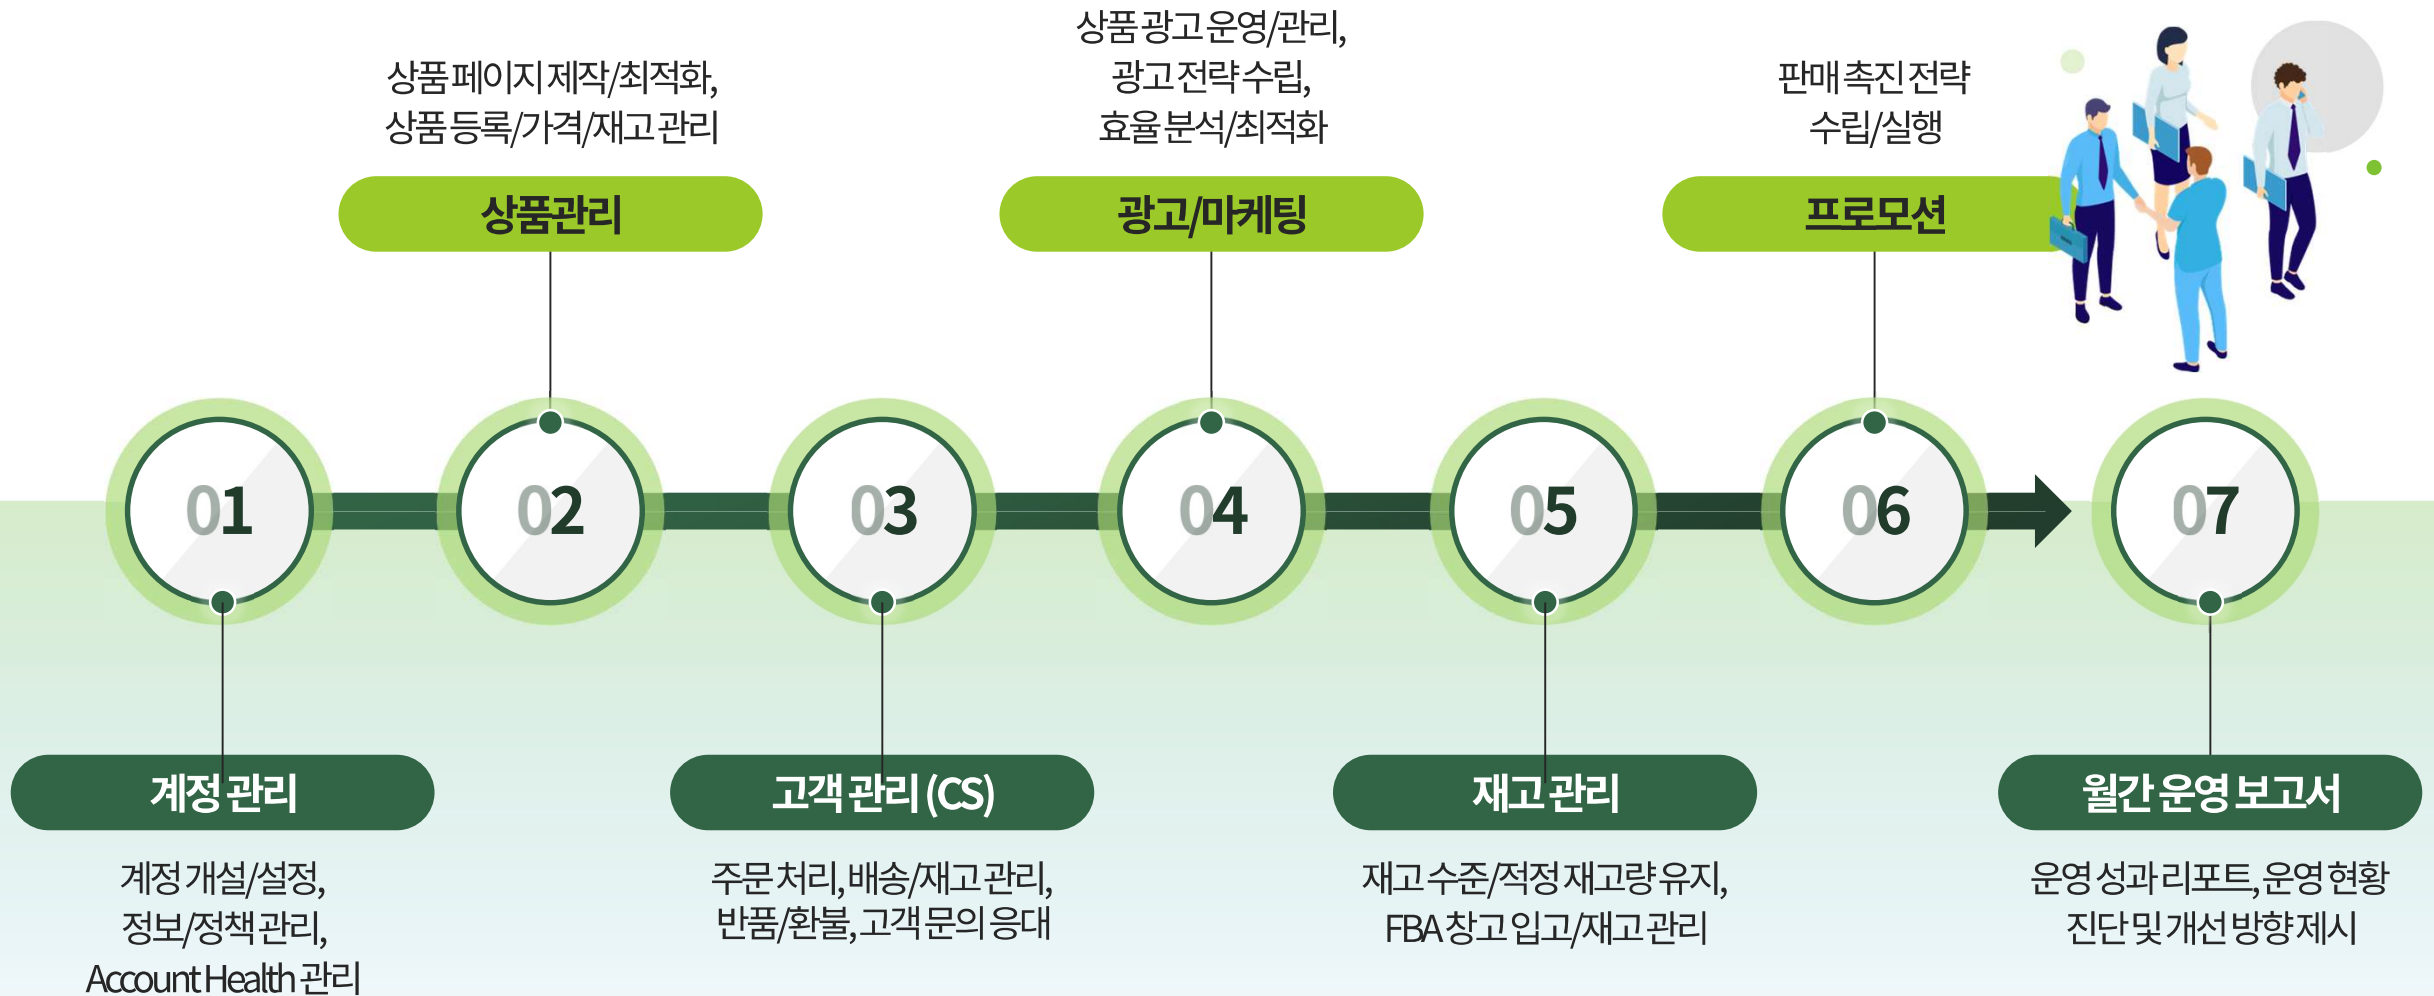 01
계정 관리
계정 개설/설정,
정보/정책 관리,
Account Health 관리
상품 페이지 제작/최적화,
상품 등록/가격/재고 관리
상품관리
02
03
고객 관리 (CS)
주문 처리, 배송/재고 관리,
반품/환불, 고객 문의 응대
상품 광고 운영/관리,
광고 전략 수립,
효율 분석/최적화
광고/마케팅
04
05
재고 관리
재고 수준/적정 재고량 유지,
FBA 창고 입고/재고 관리
판매 촉진 전략
수립/실행
프로모션
06
07
월간 운영 보고서
운영 성과 리포트, 운영 현황
진단 및 개선 방향 제시